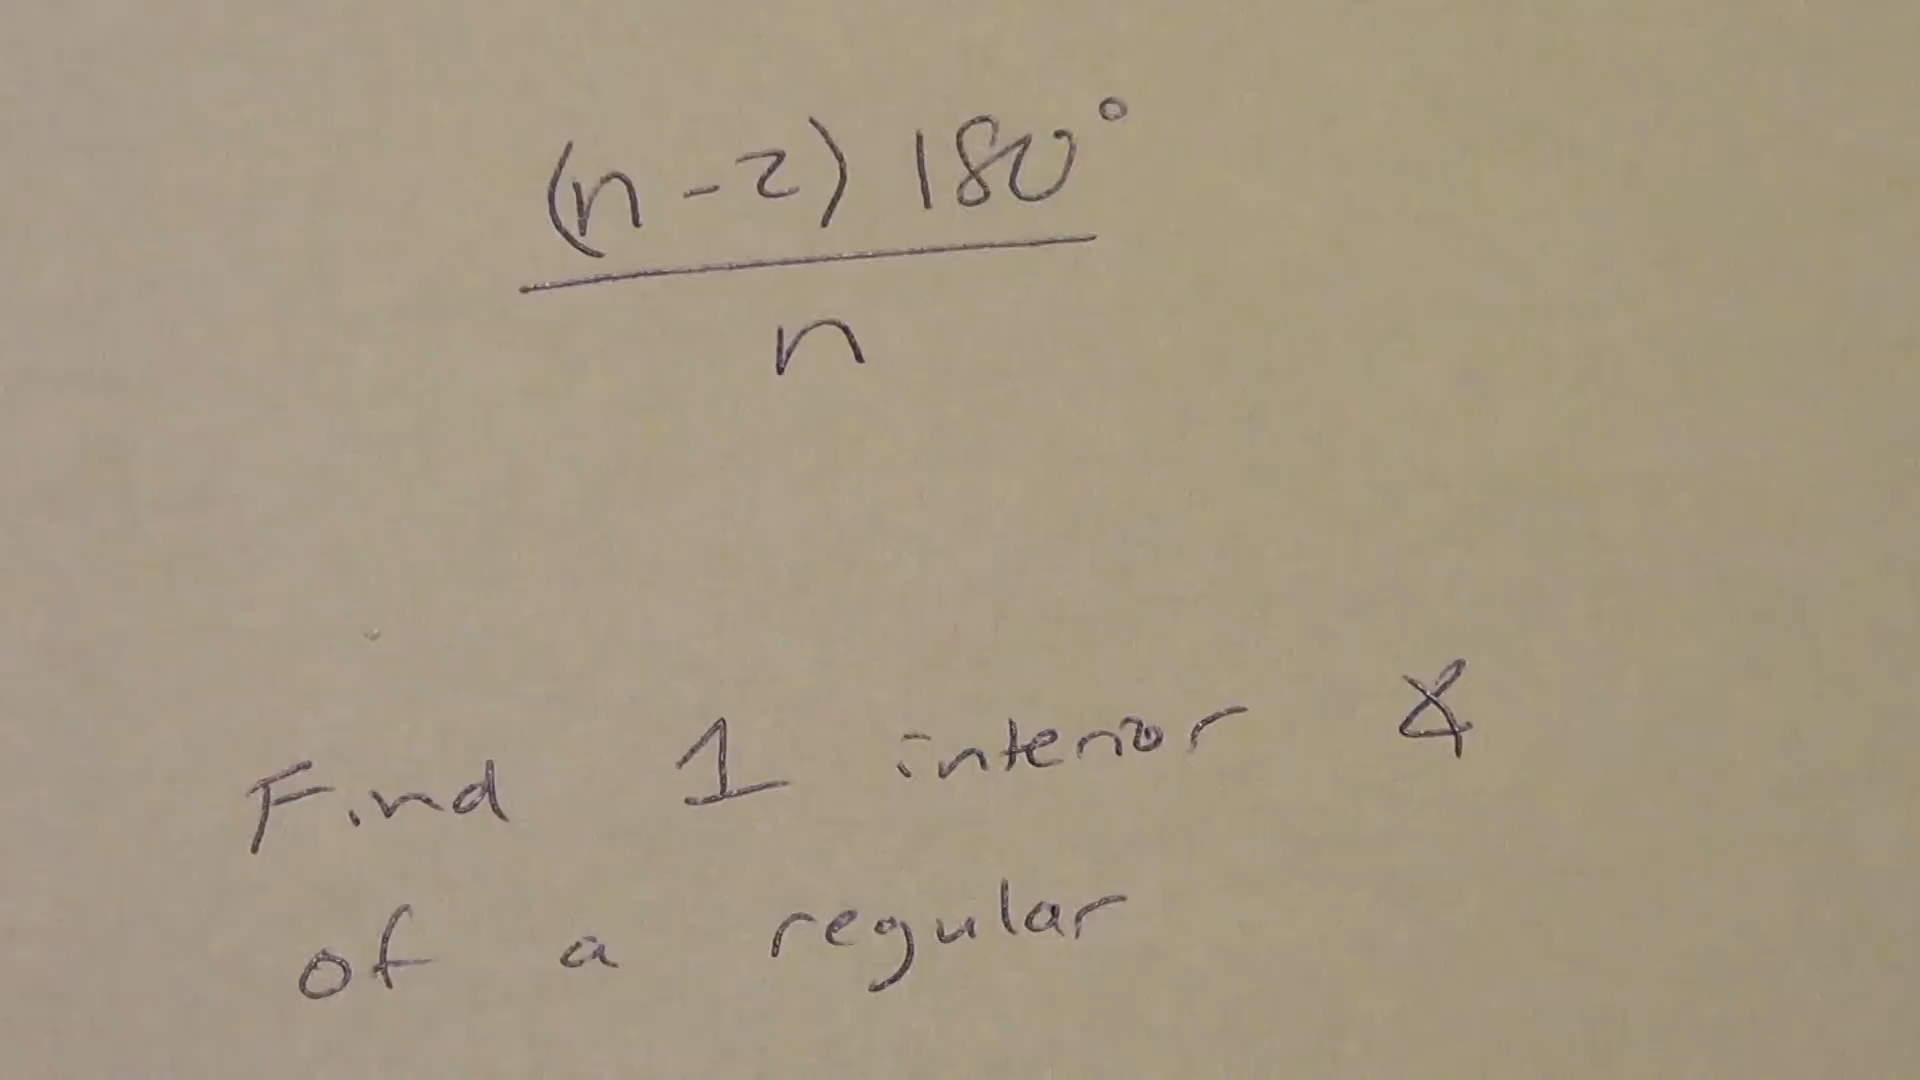 (n-2) 180°
n
Find 1 interior ∡
of a regular